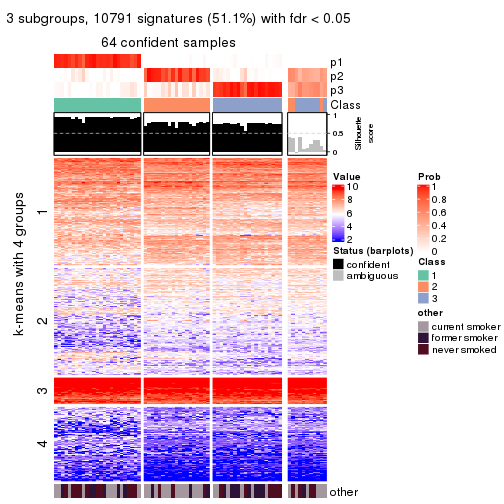 3 subgroups, 10791 signatures (51.1%) with fdr < 0.05
64 confident samples
p1
p2
p3
Class
1
0.5
0
Silhouette
score
k-means with 4 groups
1
2
3
4
other
Value
10
8
6
4
2
Status (barplots)
confident
ambiguous
Prob
1
0.8
0.6
0.4
0.2
0
Class
1
2
3
other
current smoker
former smoker
never smoked